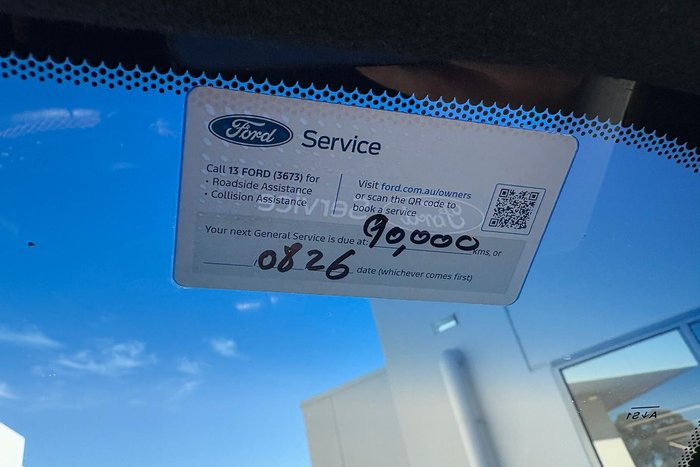 Ford Service
Call 13 FORD (3673) for
• Roadside Assistance
• Collision Assistance
Visit ford.com.au/owners
or scan the QR code to
book a service
Your next General Service is due at 90,000 kms, or
0826 date (whichever comes first)